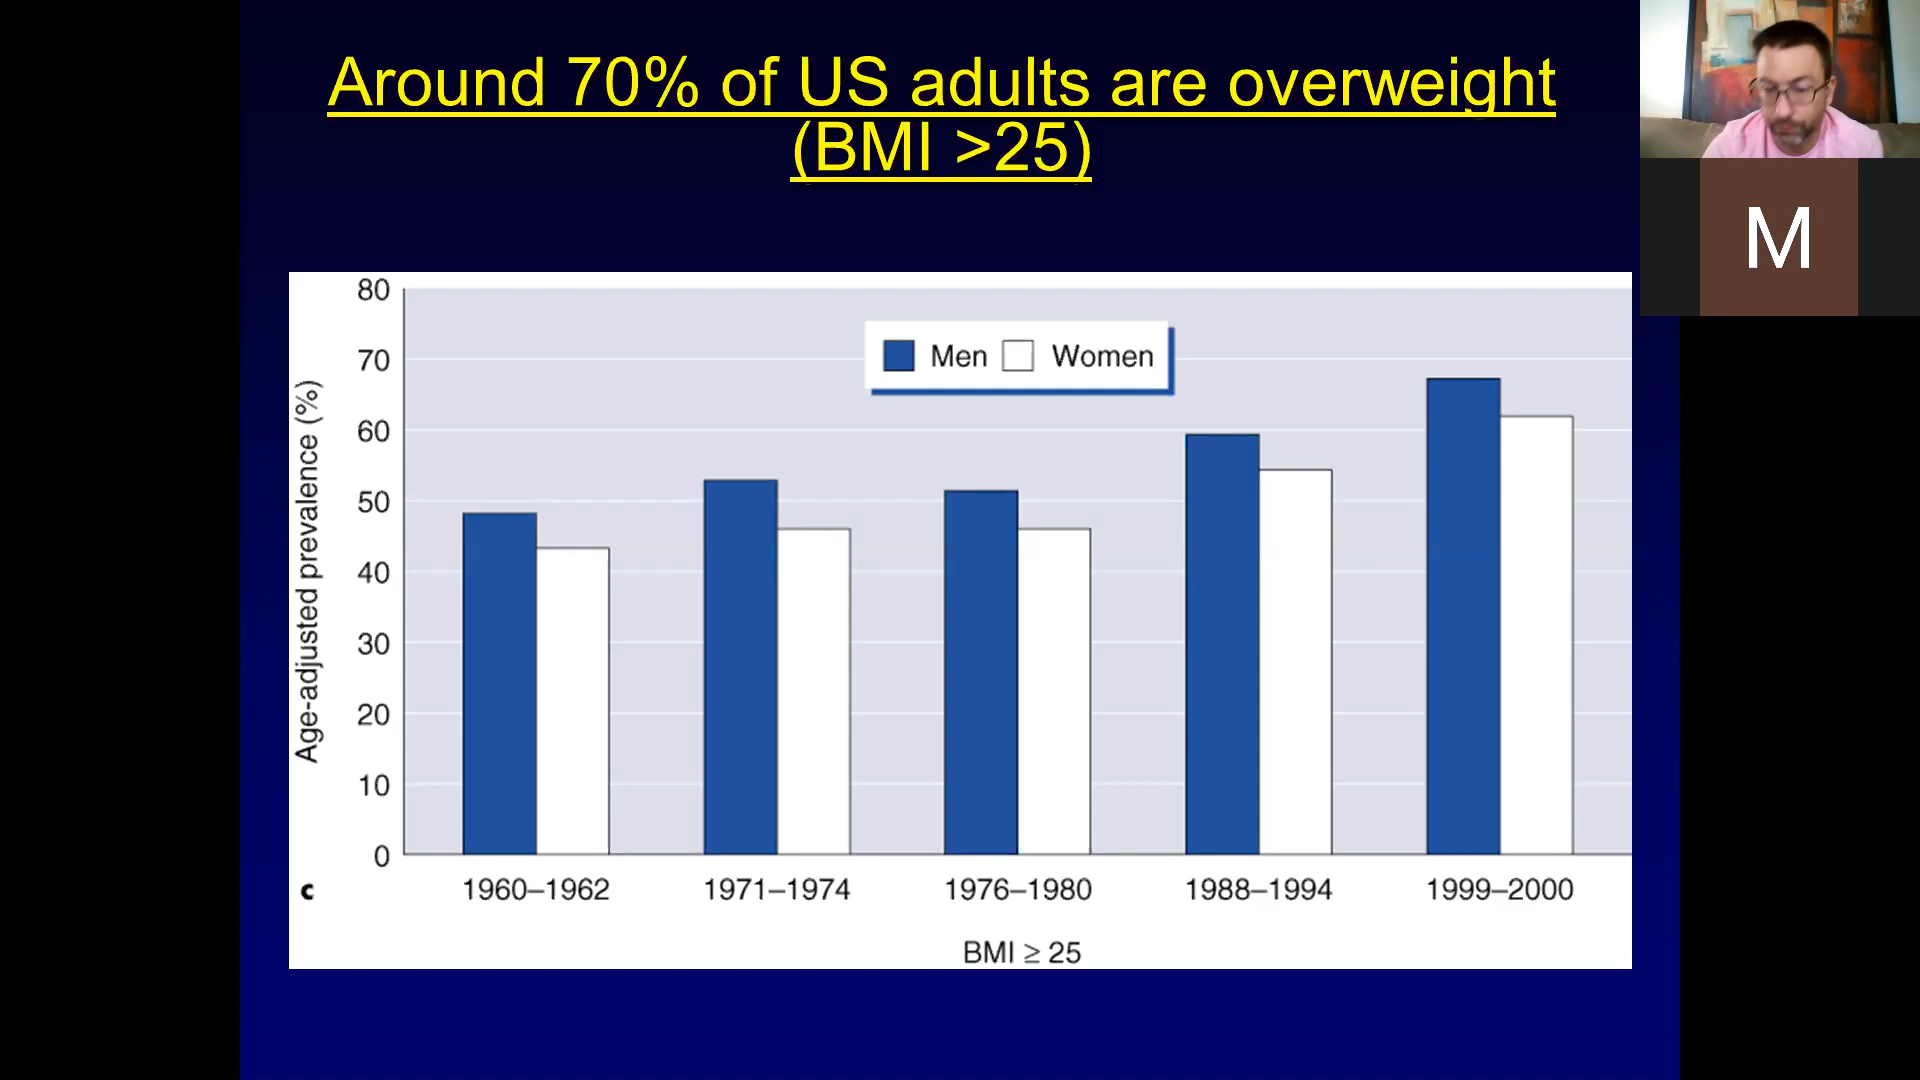 Around 70% of US adults are overweight
(BMI >25)
M
80
Men Women
70
60
50
40
30
20
10
0
Age-adjusted prevalence (%)
c 1960–1962 1971–1974 1976–1980 1988–1994 1999–2000
BMI ≥ 25